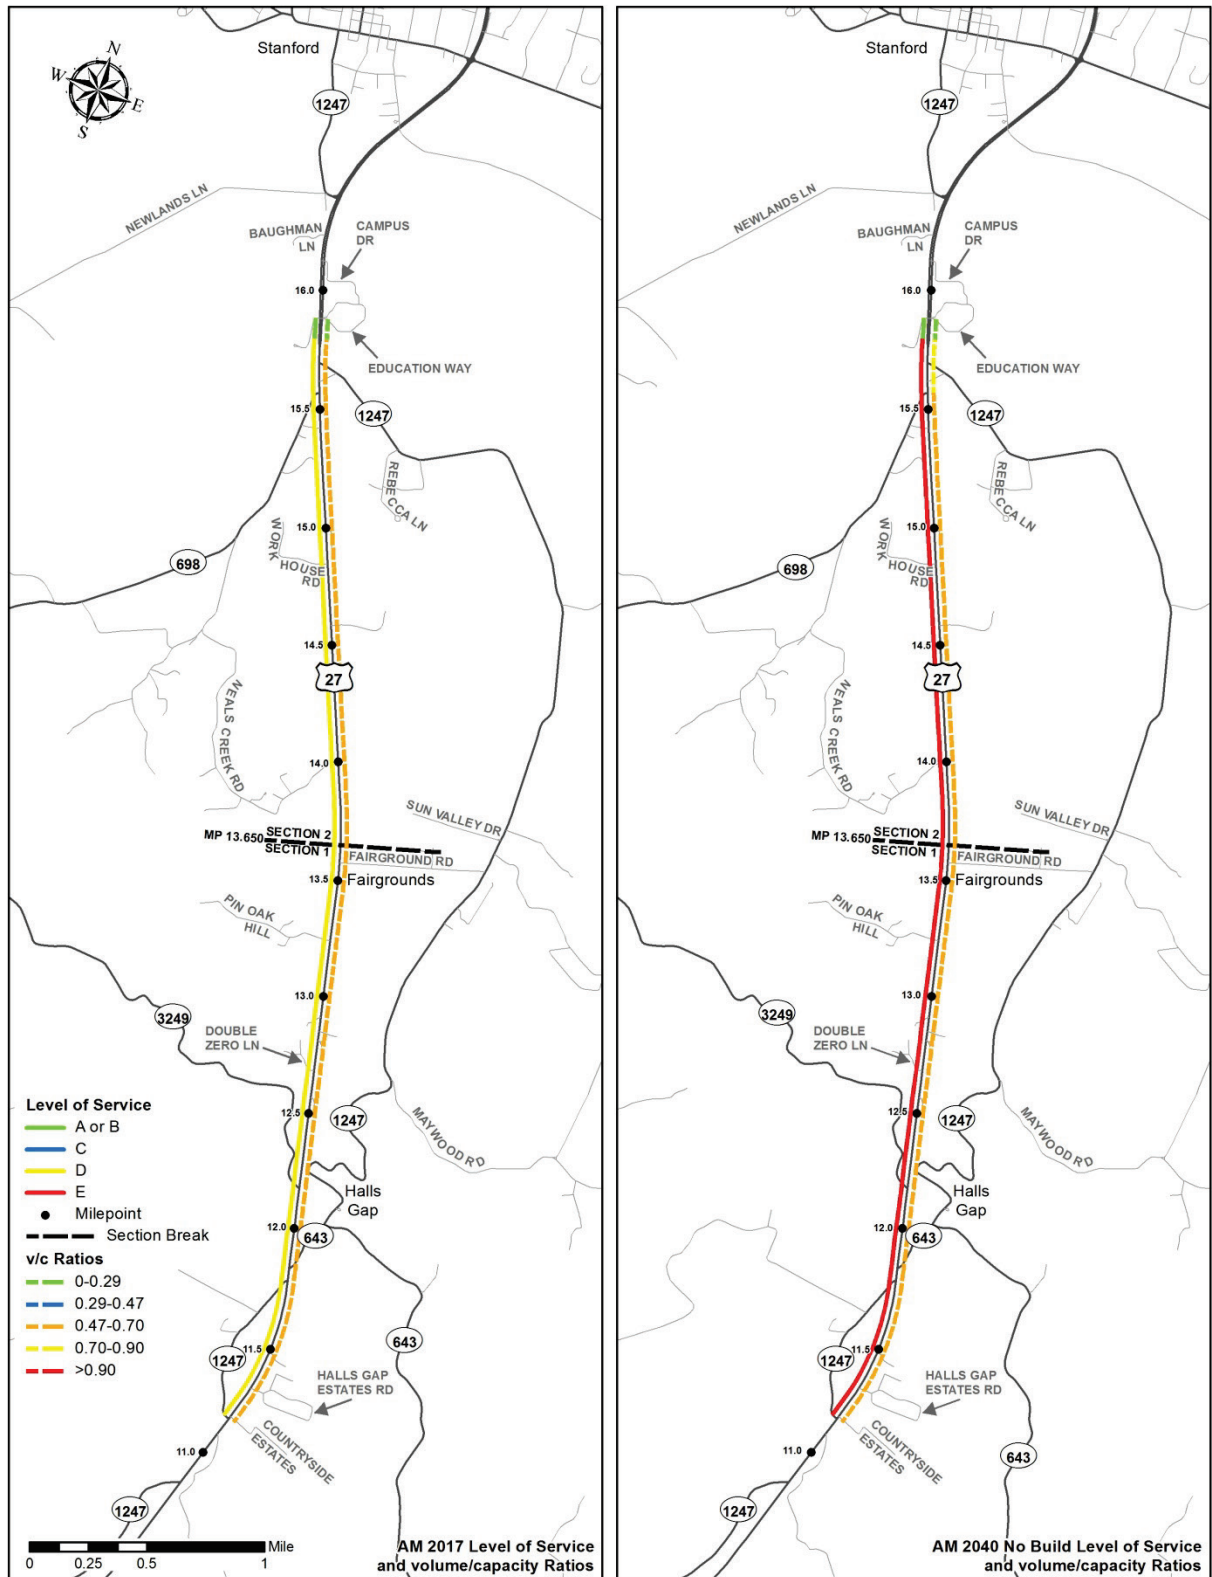 Stanford
N
W
E
S
1247
NEWLANDS LN
BAUGHMAN
LN
CAMPUS
DR
16.0
EDUCATION WAY
15.5
1247
REBECCA LN
15.0
WORK
HOUSE
RD
698
14.5
27
NEALS CREEK RD
14.0
SUN VALLEY DR
MP 13.650
SECTION 2
SECTION 1
FAIRGROUND RD
13.5
Fairgrounds
PIN OAK
HILL
13.0
3249
DOUBLE
ZERO LN
12.5
1247
MAYWOOD RD
Halls
Gap
12.0
643
11.5
1247
643
HALLS GAP
ESTATES RD
COUNTRYSIDE
ESTATES
11.0
1247
Level of Service
A or B
C
D
E
Milepoint
Section Break
v/c Ratios
0-0.29
0.29-0.47
0.47-0.70
0.70-0.90
>0.90
Mile
0 0.25 0.5 1
AM 2017 Level of Service
and volume/capacity Ratios
Stanford
1247
NEWLANDS LN
BAUGHMAN
LN
CAMPUS
DR
16.0
EDUCATION WAY
15.5
1247
REBECCA LN
15.0
WORK
HOUSE
RD
698
14.5
27
NEALS CREEK RD
14.0
SUN VALLEY DR
MP 13.650
SECTION 2
SECTION 1
FAIRGROUND RD
13.5
Fairgrounds
PIN OAK
HILL
13.0
3249
DOUBLE
ZERO LN
12.5
1247
MAYWOOD RD
Halls
Gap
12.0
643
11.5
1247
HALLS GAP
ESTATES RD
COUNTRYSIDE
ESTATES
11.0
643
1247
AM 2040 No Build Level of Service
and volume/capacity Ratios